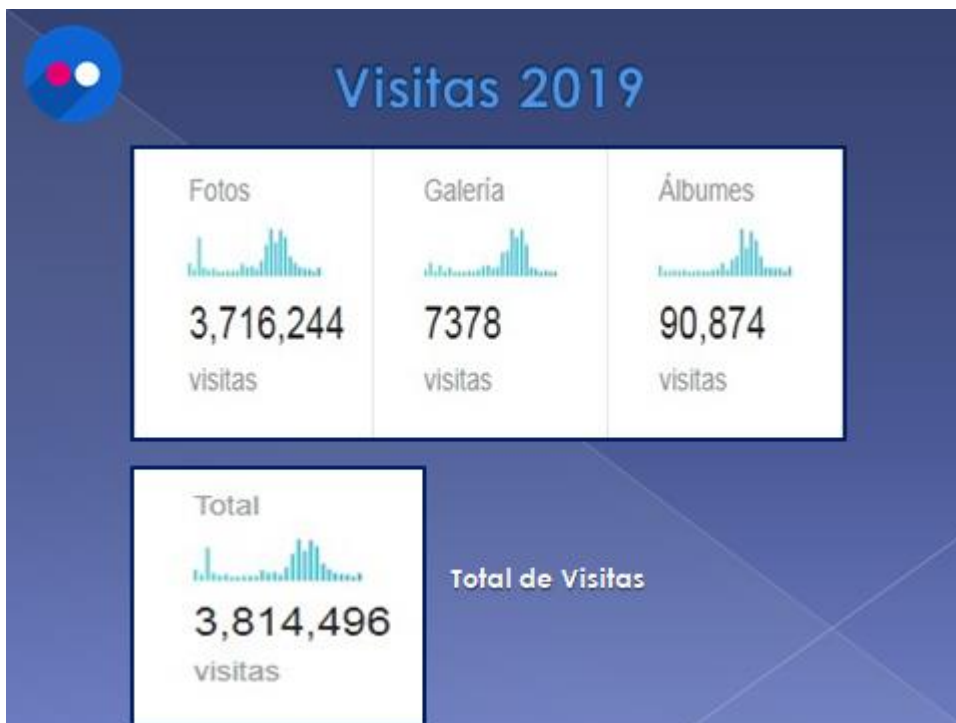 Visitas 2019
Fotos
3,716,244
visitas
Galería
7378
visitas
Álbumes
90,874
visitas
Total
3,814,496
visitas
Total de Visitas